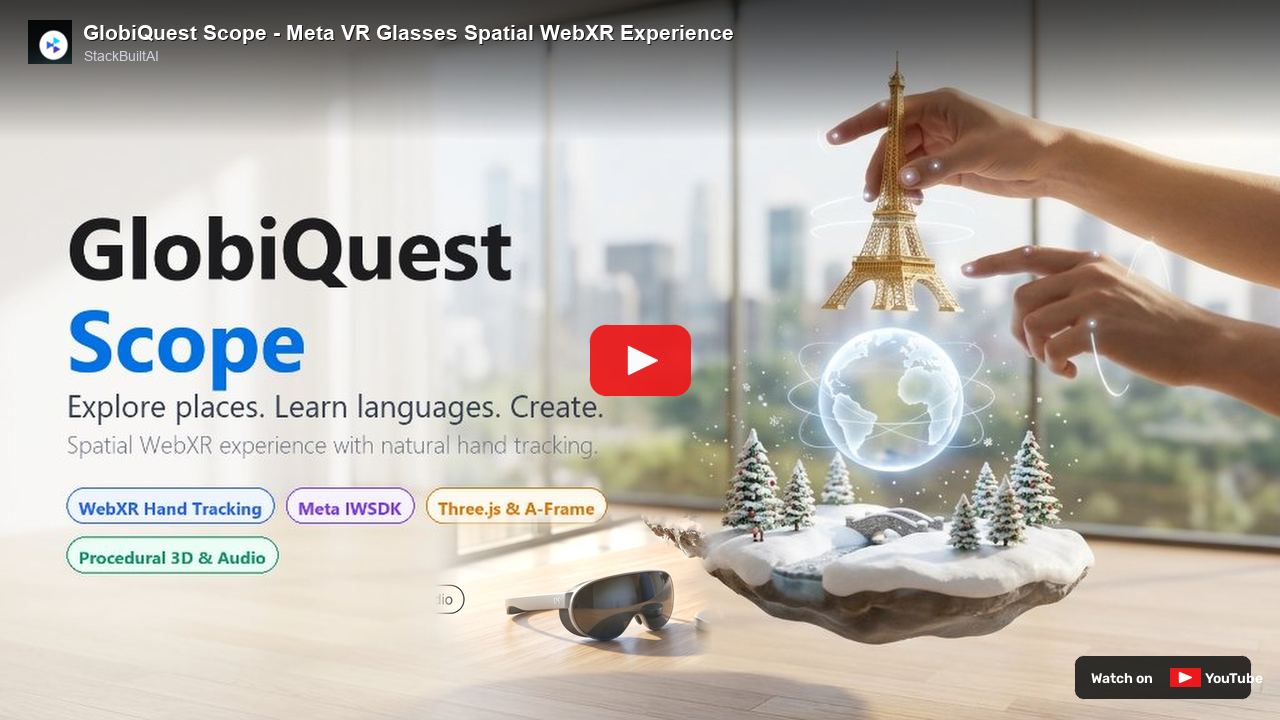 GlobiQuest Scope - Meta VR Glasses Spatial WebXR Experience
StackBuiltAI
GlobiQuest
Scope
Explore places. Learn languages. Create.
Spatial WebXR experience with natural hand tracking.
WebXR Hand Tracking
Meta IWSDK
Three.js & A-Frame
Procedural 3D & Audio
dio
Watch on YouTube